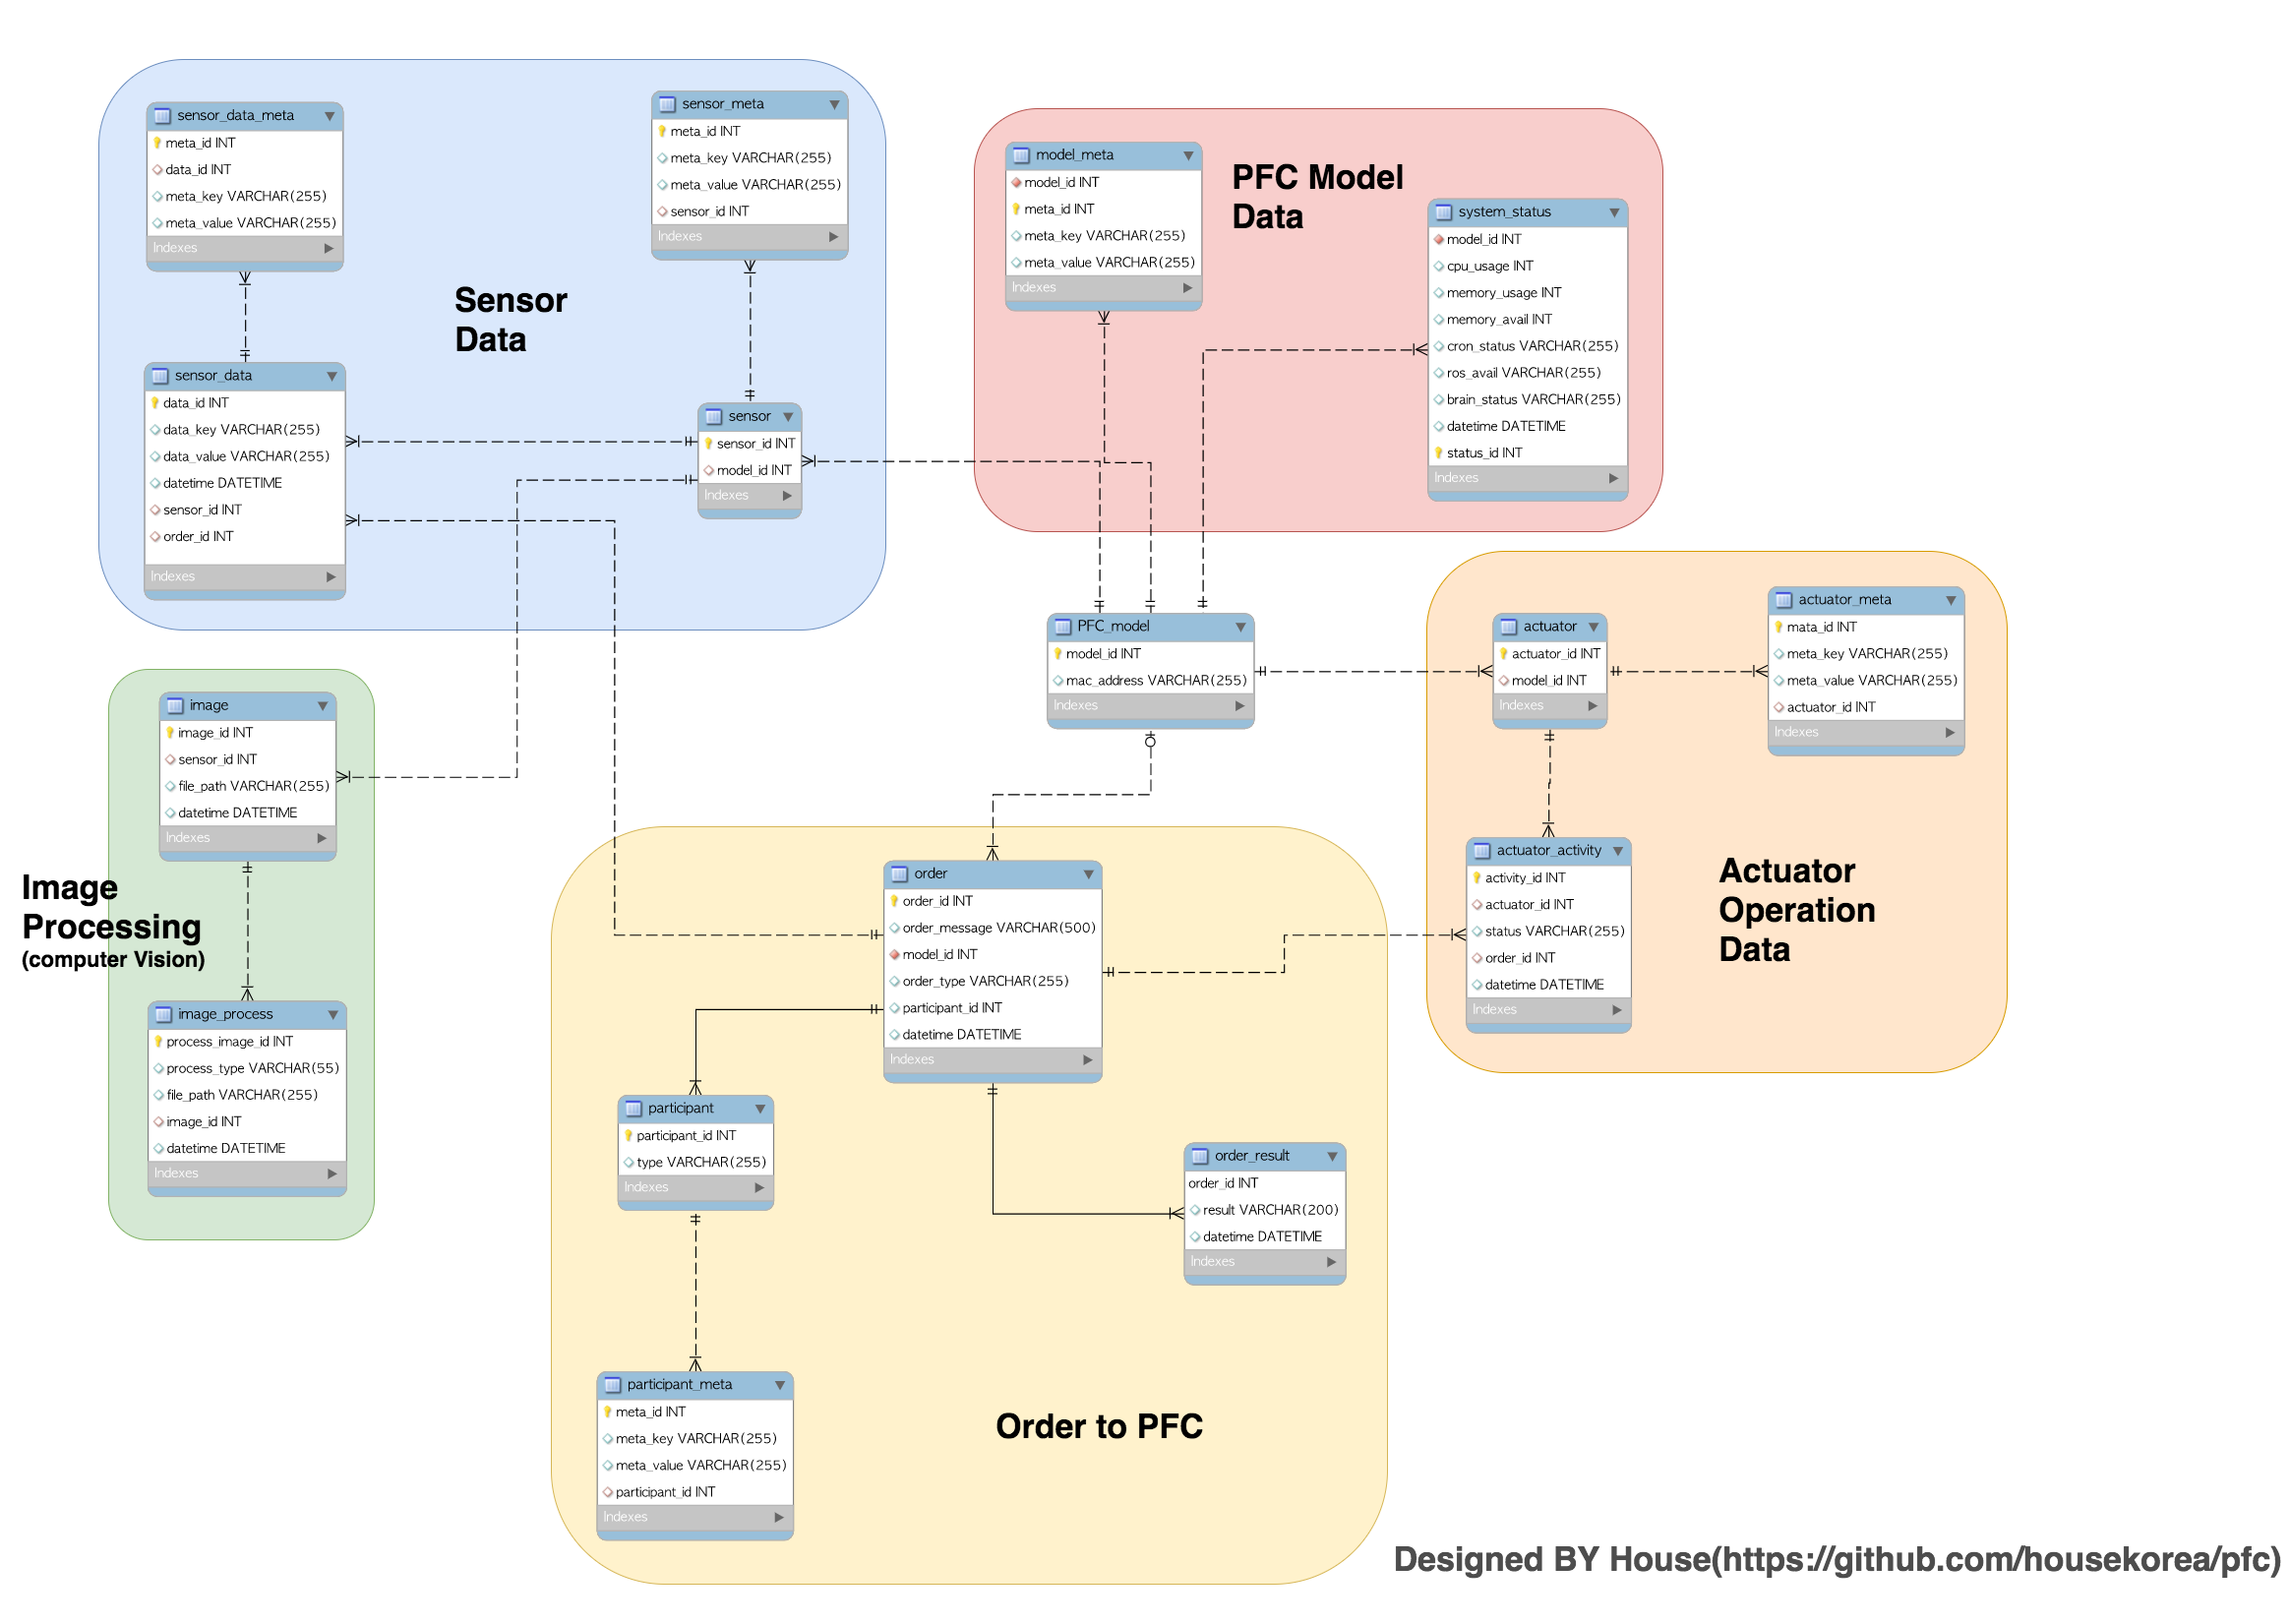 sensor_data_meta
meta_id INT
data_id INT
meta_key VARCHAR(255)
meta_value VARCHAR(255)
Indexes
sensor_meta
meta_id INT
meta_key VARCHAR(255)
meta_value VARCHAR(255)
sensor_id INT
Indexes
Sensor
Data
sensor_data
data_id INT
data_key VARCHAR(255)
data_value VARCHAR(255)
datetime DATETIME
sensor_id INT
order_id INT
Indexes
sensor
sensor_id INT
model_id INT
Indexes
model_meta
model_id INT
meta_id INT
meta_key VARCHAR(255)
meta_value VARCHAR(255)
Indexes
PFC Model
Data
system_status
model_id INT
cpu_usage INT
memory_usage INT
memory_avail INT
cron_status VARCHAR(255)
ros_avail VARCHAR(255)
brain_status VARCHAR(255)
datetime DATETIME
status_id INT
Indexes
PFC_model
model_id INT
mac_address VARCHAR(255)
Indexes
actuator
actuator_id INT
model_id INT
Indexes
actuator_meta
mata_id INT
meta_key VARCHAR(255)
meta_value VARCHAR(255)
actuator_id INT
Indexes
actuator_activity
activity_id INT
actuator_id INT
status VARCHAR(255)
order_id INT
datetime DATETIME
Indexes
Actuator
Operation
Data
image
image_id INT
sensor_id INT
file_path VARCHAR(255)
datetime DATETIME
Indexes
Image
Processing
(computer Vision)
image_process
process_image_id INT
process_type VARCHAR(55)
file_path VARCHAR(255)
image_id INT
datetime DATETIME
Indexes
order
order_id INT
order_message VARCHAR(500)
model_id INT
order_type VARCHAR(255)
participant_id INT
datetime DATETIME
Indexes
participant
participant_id INT
type VARCHAR(255)
Indexes
order_result
order_id INT
result VARCHAR(200)
datetime DATETIME
Indexes
participant_meta
meta_id INT
meta_key VARCHAR(255)
meta_value VARCHAR(255)
participant_id INT
Indexes
Order to PFC
Designed BY House(https://github.com/housekorea/pfc)